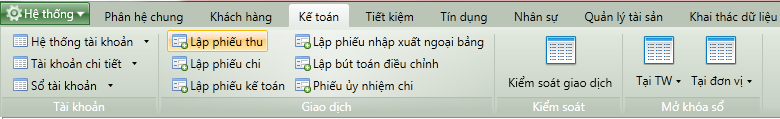 Hệ thống Phân hệ chung Khách hàng Kế toán Tiết kiệm Tín dụng Nhân sự Quản lý tài sản Khai thác dữ liệu
Hệ thống tài khoản
Tài khoản chi tiết
Sổ tài khoản
Tài khoản
Lập phiếu thu
Lập phiếu chi
Lập phiếu kế toán
Lập phiếu nhập xuất ngoại bảng
Lập bút toán điều chỉnh
Phiếu ủy nhiệm chi
Giao dịch
Kiểm soát giao dịch
Kiểm soát
Tại TW Tại đơn vị
Mở khóa sổ